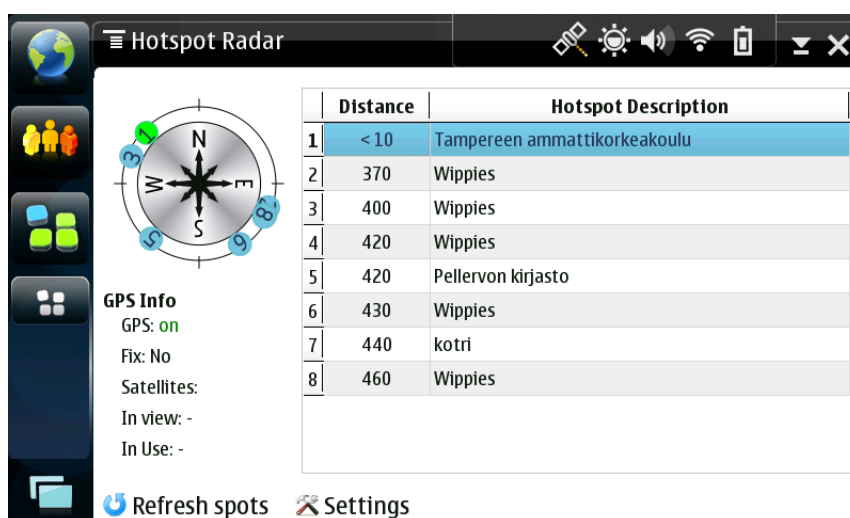 Hotspot Radar
N
E
S
W
1
3
5
6
8
Distance Hotspot Description
1 < 10 Tampereen ammattikorkeakoulu
2 370 Wippies
3 400 Wippies
4 420 Wippies
5 420 Pellervon kirjasto
6 430 Wippies
7 440 kotri
8 460 Wippies
GPS Info
GPS: on
Fix: No
Satellites:
In view: -
In Use: -
Refresh spots Settings